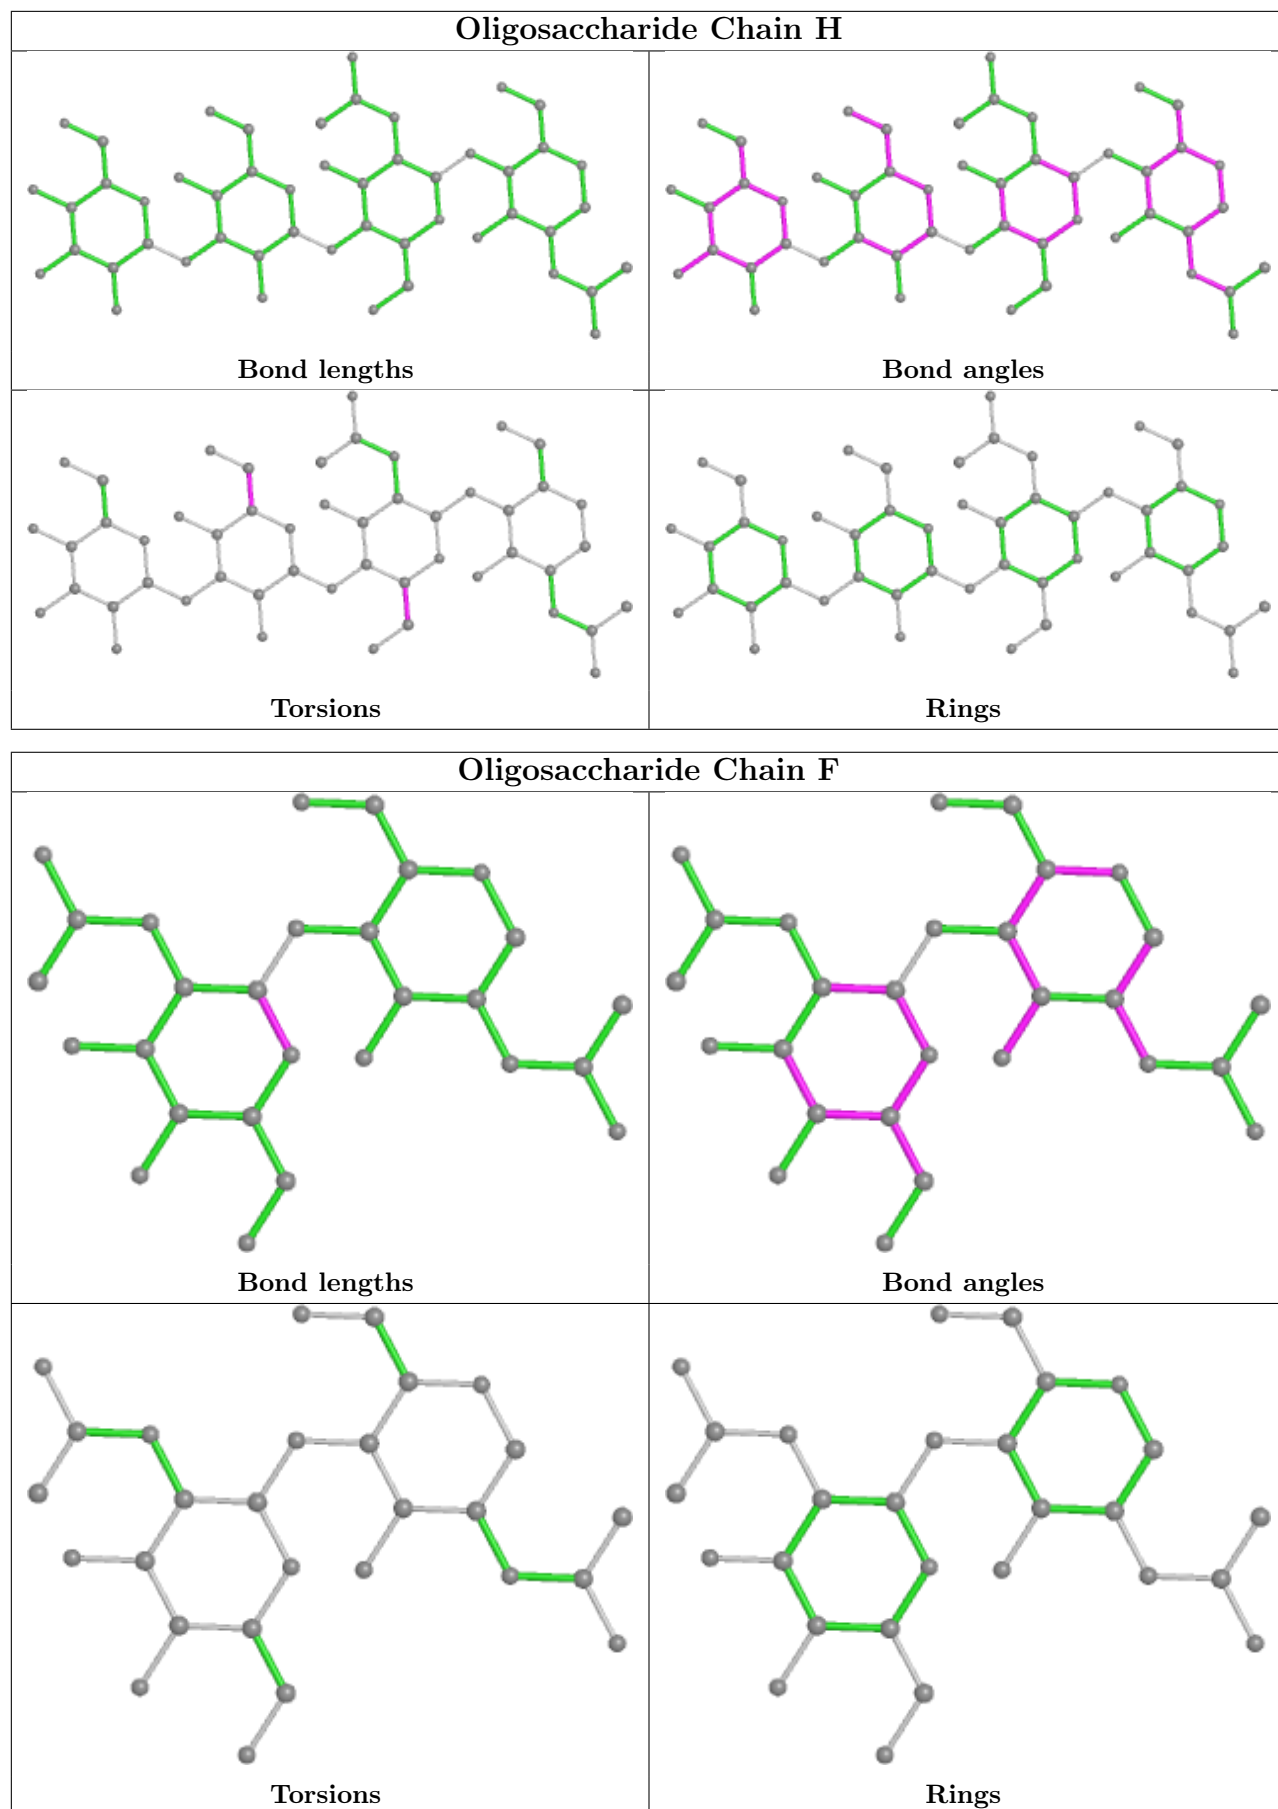 Oligosaccharide Chain H
Bond lengths
Bond angles
Torsions
Rings
Oligosaccharide Chain F
Bond lengths
Bond angles
Torsions
Rings